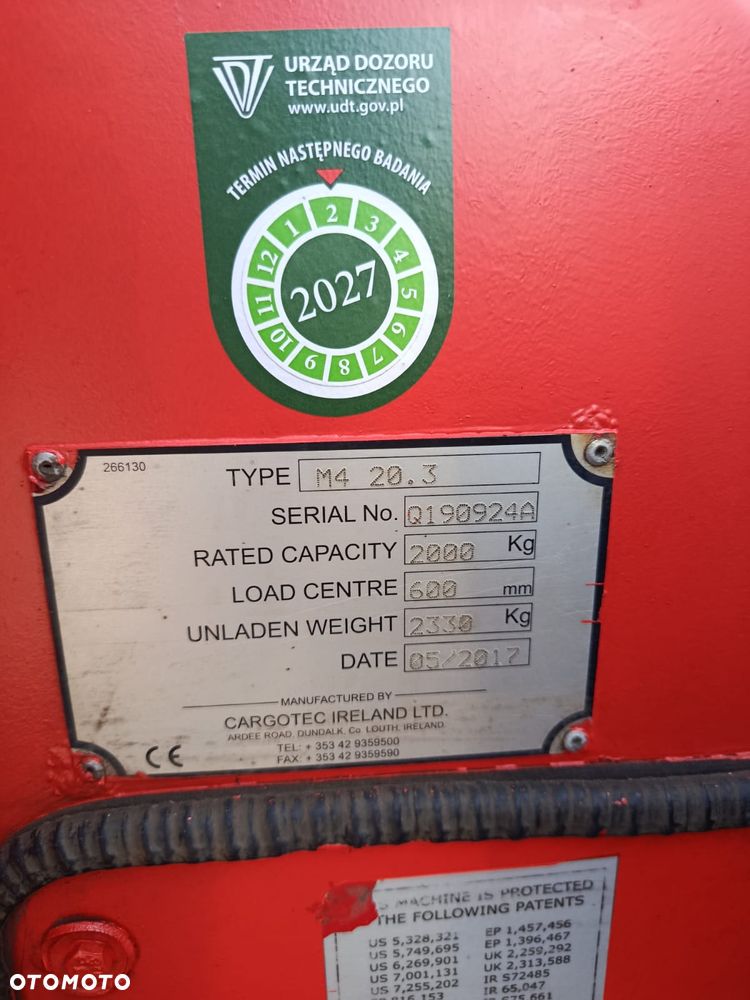 UDT
URZĄD DOZORU
TECHNICZNEGO
www.udt.gov.pl
TERMIN NASTĘPNEGO BADANIA
1 2 3 4 5 6 7 8 9 10 11 12
2027
266130
TYPE M4 20.3
SERIAL No. Q190924A
RATED CAPACITY 2000 Kg
LOAD CENTRE 600 mm
UNLADEN WEIGHT 2330 Kg
DATE 05/2017
MANUFACTURED BY
CARGOTEC IRELAND LTD.
ARDEE ROAD, DUNDALK, Co. LOUTH, IRELAND.
TEL: + 353 42 9359500
FAX: + 353 42 9359590
CE
MACHINE IS PROTECTED
THE FOLLOWING PATENTS
US 5,328,321 EP 1,457,456
US 5,749,695 EP 1,396,467
US 6,269,901 UK 2,259,292
US 7,001,131 UK 2,313,588
US 7,255,202 IR S72485
IR 65,047
OTOMOTO